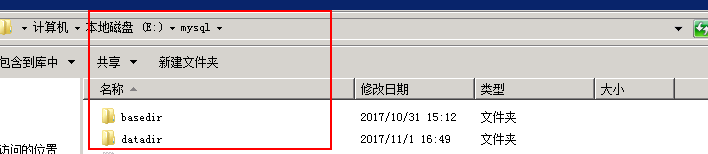 计算机 本地磁盘 (E:) mysql
包含到库中 共享 新建文件夹
名称 修改日期 类型 大小
basedir 2017/10/31 15:12 文件夹
datadir 2017/11/1 16:49 文件夹
访问的位置